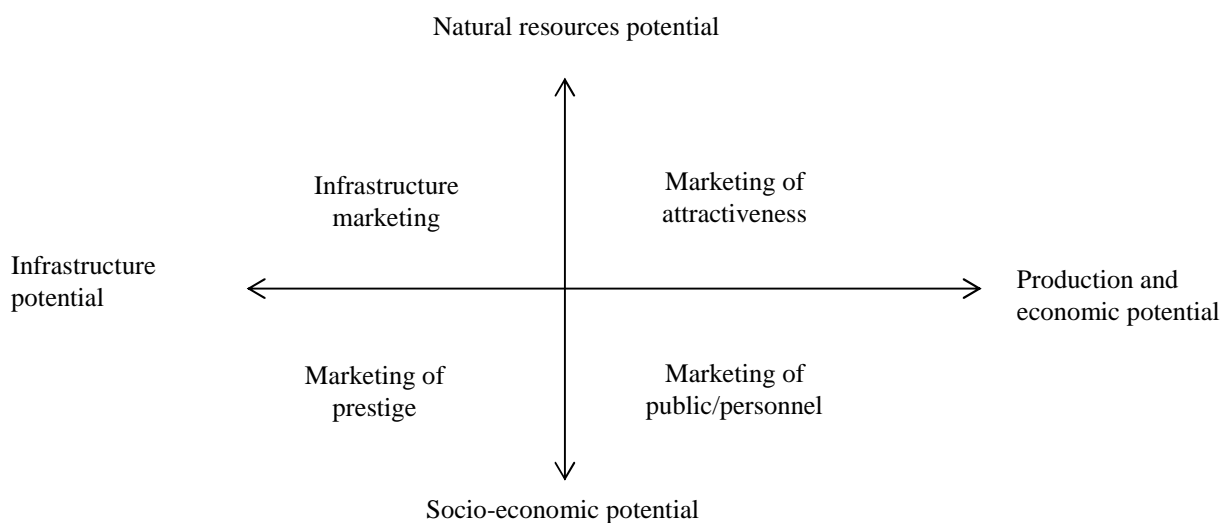 Natural resources potential
Infrastructure
marketing
Marketing of
attractiveness
Infrastructure
potential
Production and
economic potential
Marketing of
prestige
Marketing of
public/personnel
Socio-economic potential